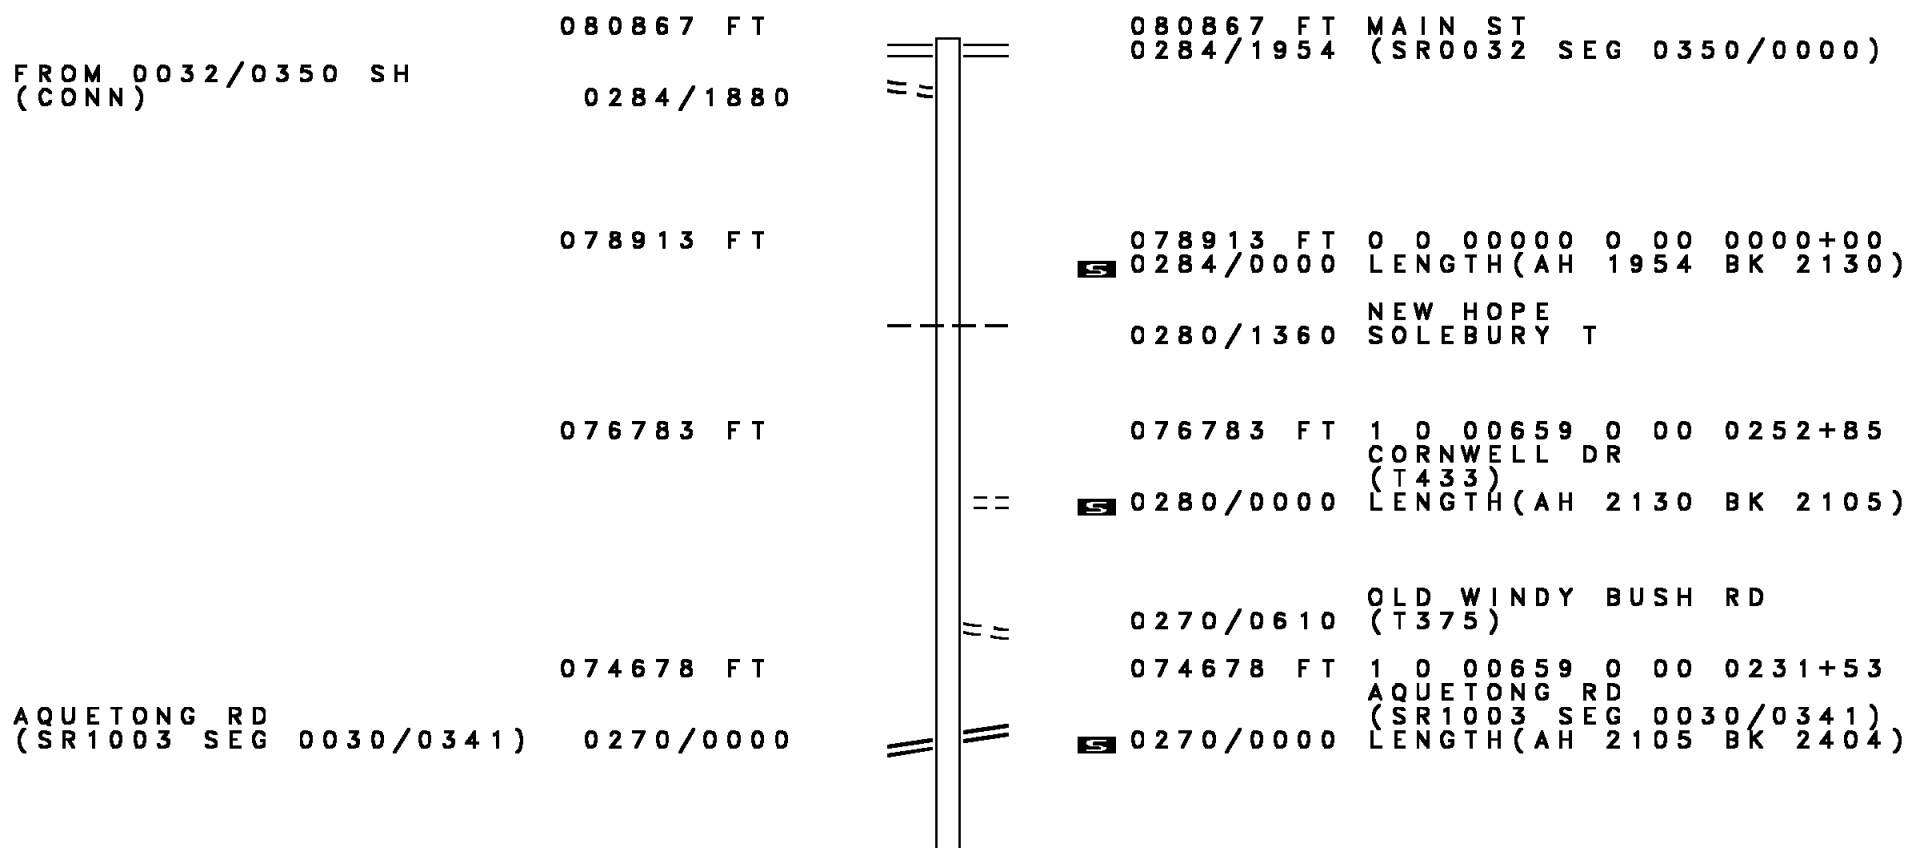 080867 FT 080867 FT MAIN ST
0284/1954 (SR0032 SEG 0350/0000)
FROM 0032/0350 SH
(CONN) 0284/1880
078913 FT 078913 FT 0 0 00000 0 00 0000+00
S 0284/0000 LENGTH(AH 1954 BK 2130)
NEW HOPE
0280/1360 SOLEBURY T
076783 FT 076783 FT 1 0 00659 0 00 0252+85
CORNWELL DR
(T433)
S 0280/0000 LENGTH(AH 2130 BK 2105)
OLD WINDY BUSH RD
0270/0610 (T375)
074678 FT 074678 FT 1 0 00659 0 00 0231+53
AQUETONG RD
AQUETONG RD (SR1003 SEG 0030/0341)
(SR1003 SEG 0030/0341) 0270/0000 S 0270/0000 LENGTH(AH 2105 BK 2404)